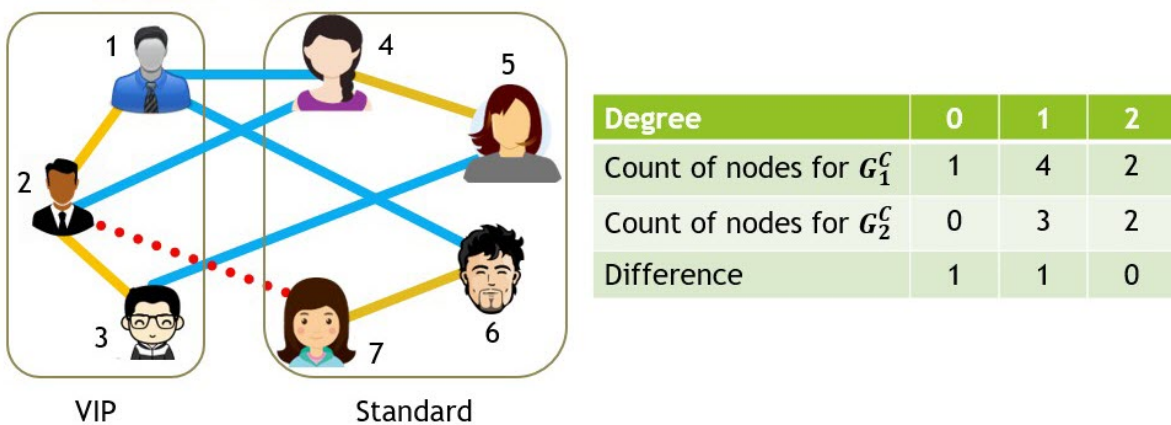 1
4
5
2
3
7
6
VIP Standard
Degree 0 1 2
Count of nodes for G₁ᶜ 1 4 2
Count of nodes for G₂ᶜ 0 3 2
Difference 1 1 0